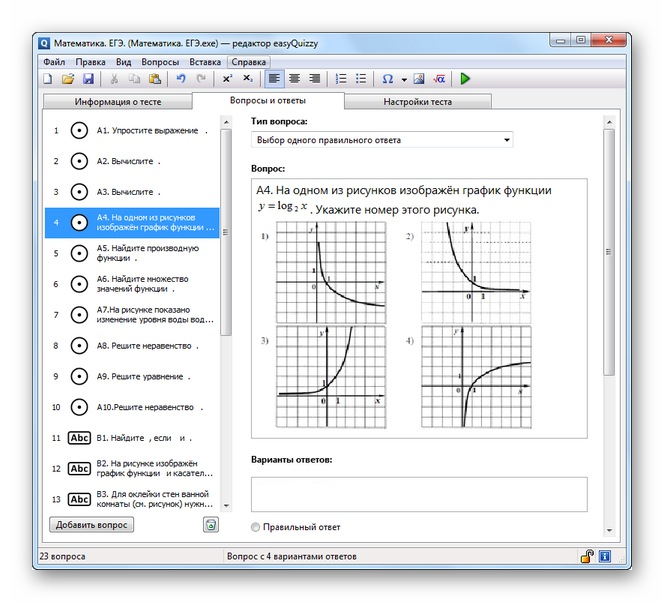 Математика. ЕГЭ. (Математика. ЕГЭ.exe) — редактор easyQuizzy
Файл Правка Вид Вопросы Вставка Справка
x² x₂ Ω √α
Информация о тесте Вопросы и ответы Настройки теста
1 А1. Упростите выражение .
2 А2. Вычислите .
3 А3. Вычислите .
4 А4. На одном из рисунков
изображён график функции ...
5 А5. Найдите производную
функции .
6 А6. Найдите множество
значений функции .
7 А7.На рисунке показано
изменение уровня воды вод...
8 А8. Решите неравенство .
9 А9. Решите уравнение .
10 А10.Решите неравенство .
11 Abc В1. Найдите , если и .
12 Abc В2. На рисунке изображён
график функции и касател...
13 Abc В3. Для оклейки стен ванной
комнаты (см. рисунок) нужн...
Добавить вопрос
Тип вопроса:
Выбор одного правильного ответа
Вопрос:
А4. На одном из рисунков изображён график функции
y = log₂ x . Укажите номер этого рисунка.
1) y 1 0 1 x
2) y 1 0 1 x
3) y 1 0 1 x
4) y 1 0 1 x
Варианты ответов:
Правильный ответ
23 вопроса Вопрос с 4 вариантами ответов